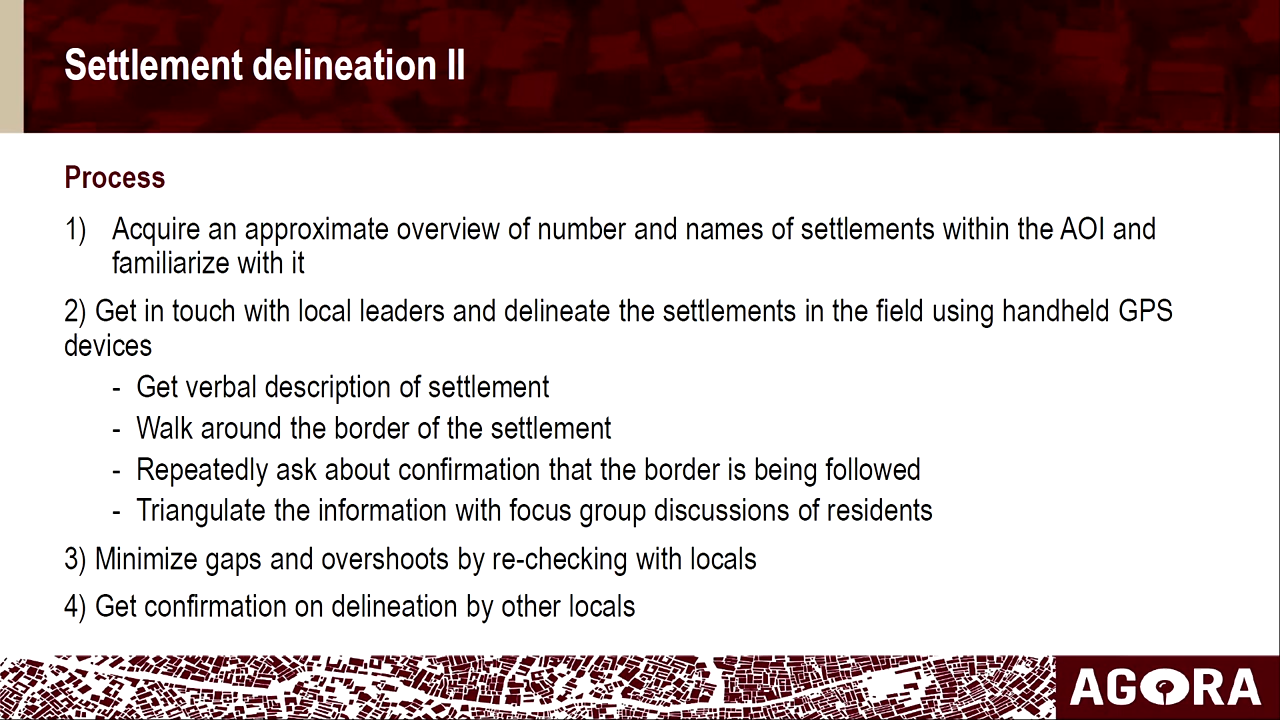 Settlement delineation II
Process
1) Acquire an approximate overview of number and names of settlements within the AOI and
familiarize with it
2) Get in touch with local leaders and delineate the settlements in the field using handheld GPS
devices
- Get verbal description of settlement
- Walk around the border of the settlement
- Repeatedly ask about confirmation that the border is being followed
- Triangulate the information with focus group discussions of residents
3) Minimize gaps and overshoots by re-checking with locals
4) Get confirmation on delineation by other locals
AGORA